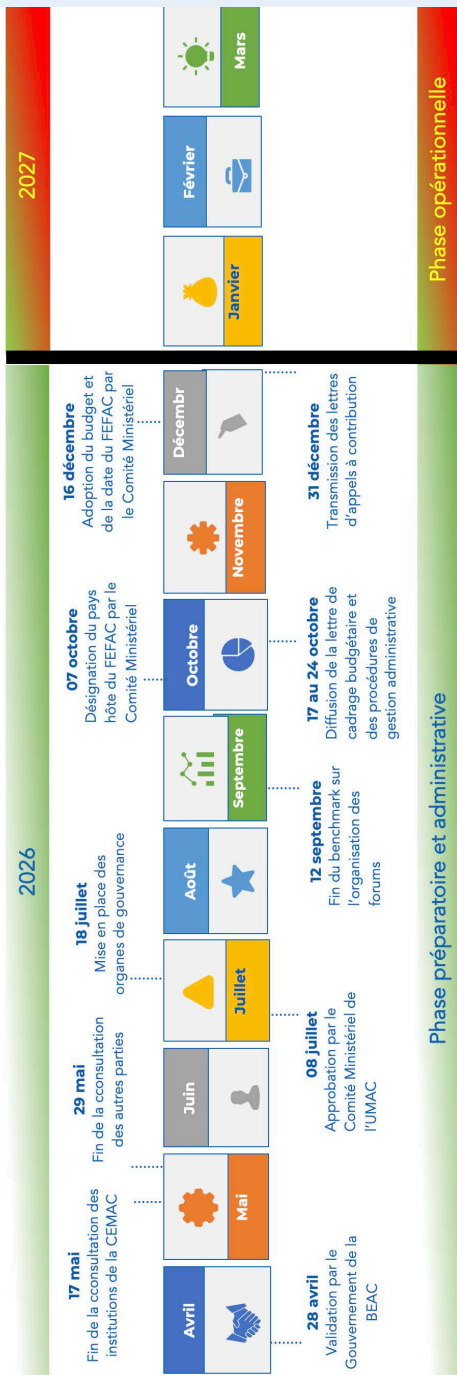 2026
2027
17 mai
Fin de la cconsultation des
institutions de la CEMAC
29 mai
Fin de la cconsultation
des autres parties
18 juillet
Mise en place des
organes de gouvernance
07 octobre
Désignation du pays
hôte du FEFAC par le
Comité Ministériel
16 décembre
Adoption du budget et
de la date du FEFAC par
le Comité Ministériel
Avril
Mai
Juin
Juillet
Août
Septembre
Octobre
Novembre
Décembr
Janvier
Février
Mars
28 avril
Validation par le
Gouvernement de la
BEAC
08 juillet
Approbation par le
Comité Ministériel de
l'UMAC
12 septembre
Fin du benchmark sur
l'organisation des
forums
17 au 24 octobre
Diffusion de la lettre de
cadrage budgétaire et
des procédures de
gestion administrative
31 décembre
Transmission des lettres
d'appels à contribution
Phase préparatoire et administrative
Phase opérationnelle